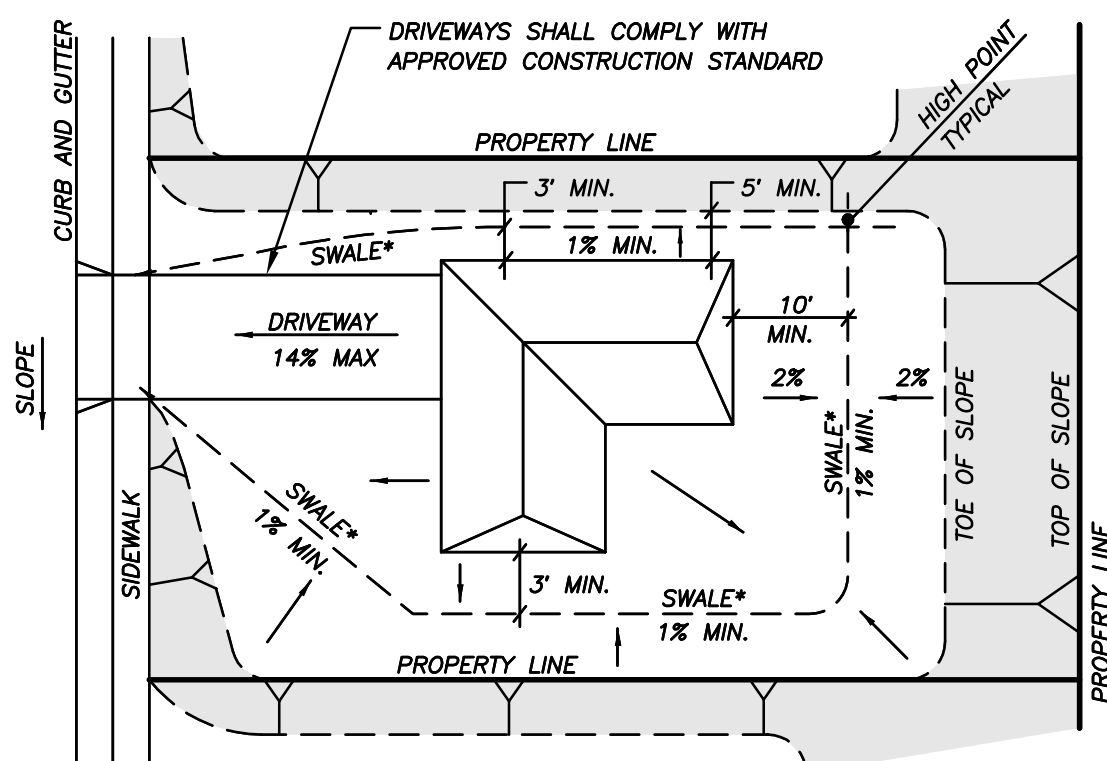 DRIVEWAYS SHALL COMPLY WITH
APPROVED CONSTRUCTION STANDARD
CURB AND GUTTER
HIGH POINT
TYPICAL
PROPERTY LINE
3' MIN.
5' MIN.
SWALE*
1% MIN.
10'
MIN.
DRIVEWAY
14% MAX
SLOPE
2%
2%
SWALE*
1% MIN.
TOE OF SLOPE
TOP OF SLOPE
SWALE*
1% MIN.
SIDEWALK
3' MIN.
SWALE*
1% MIN.
PROPERTY LINE
PROPERTY LINE